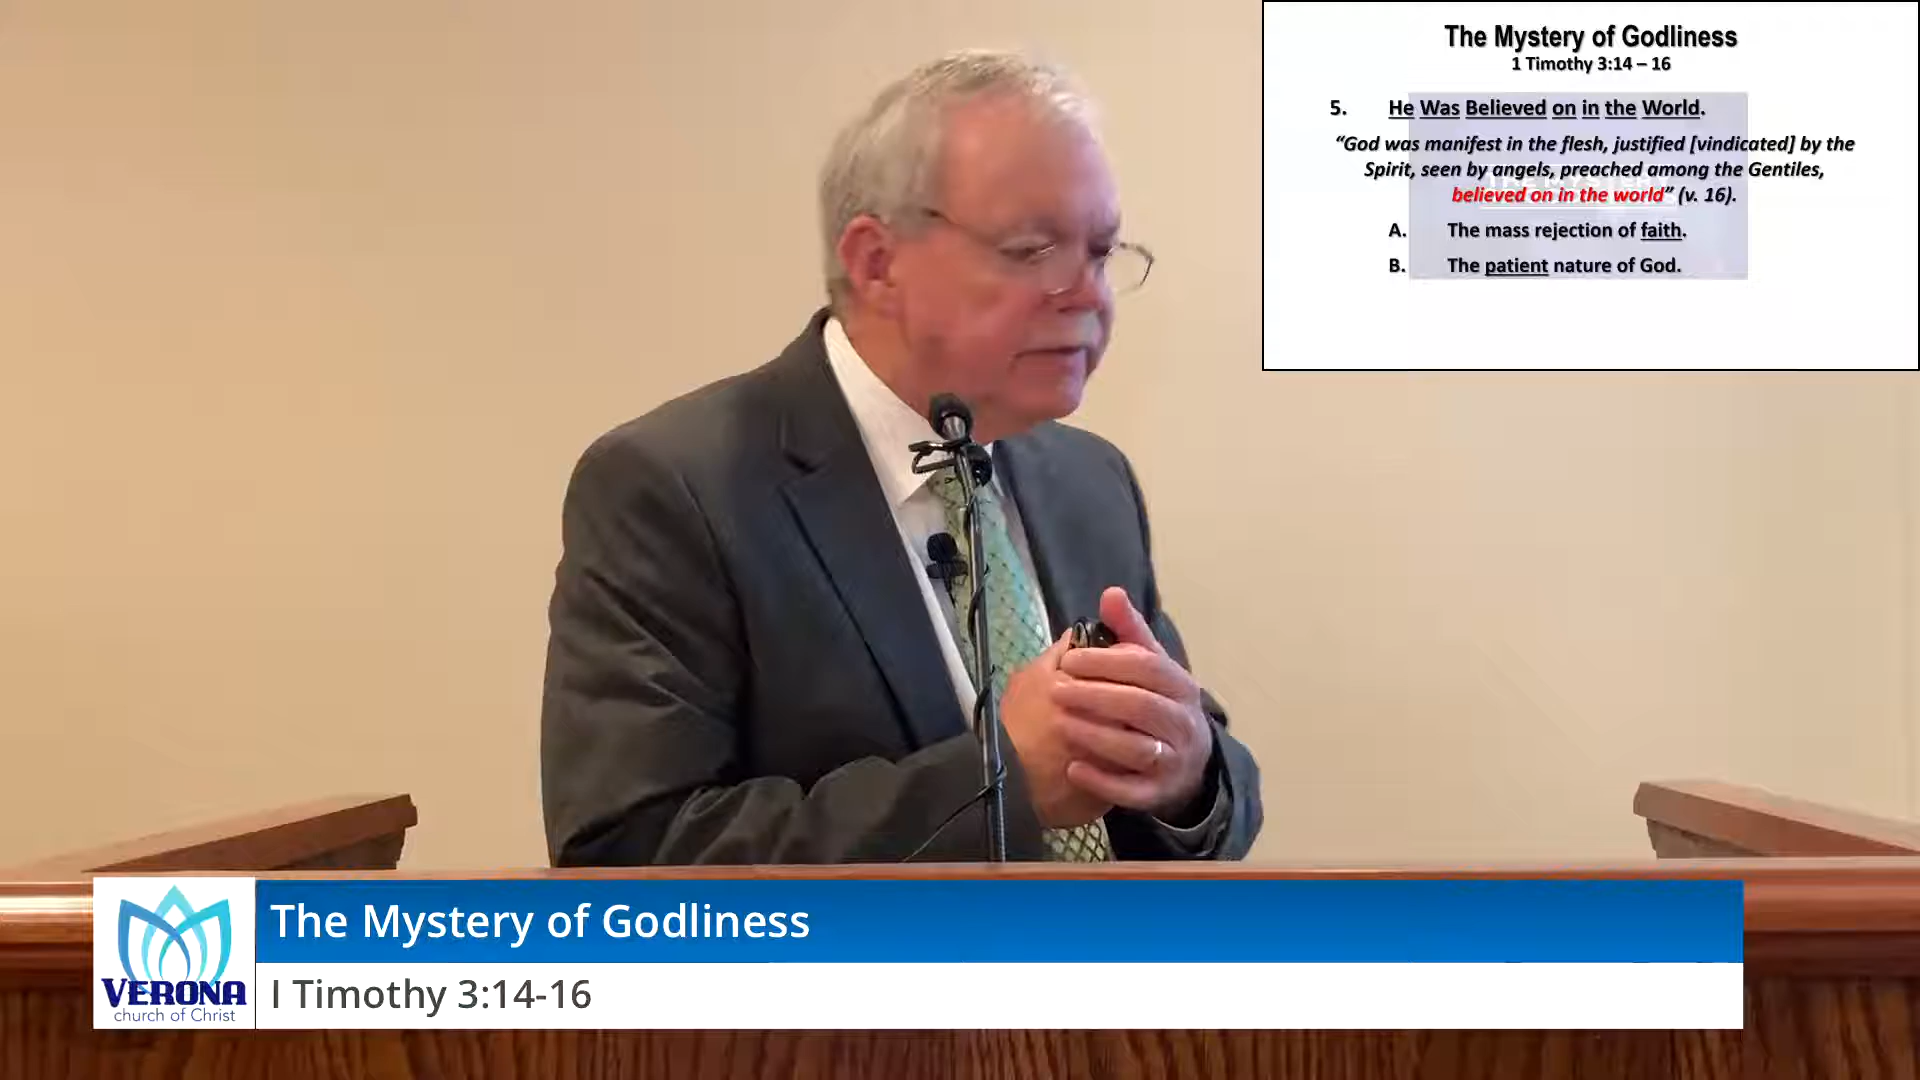 The Mystery of Godliness
1 Timothy 3:14 – 16
5. He Was Believed on in the World.
“God was manifest in the flesh, justified [vindicated] by the
Spirit, seen by angels, preached among the Gentiles,
believed on in the world” (v. 16).
A. The mass rejection of faith.
B. The patient nature of God.
The Mystery of Godliness
I Timothy 3:14-16
VERONA
church of Christ